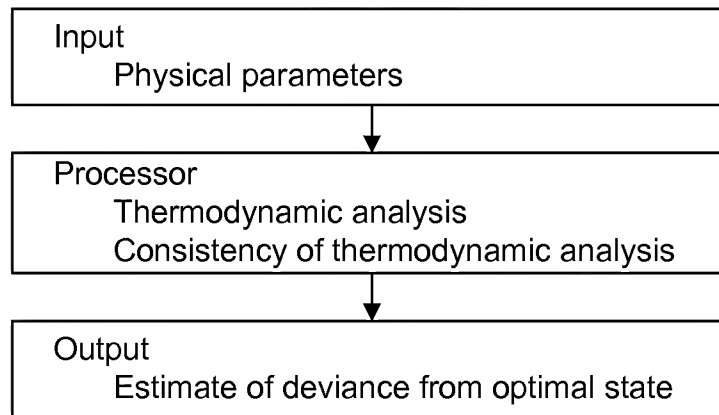 Input
Physical parameters
Processor
Thermodynamic analysis
Consistency of thermodynamic analysis
Output
Estimate of deviance from optimal state